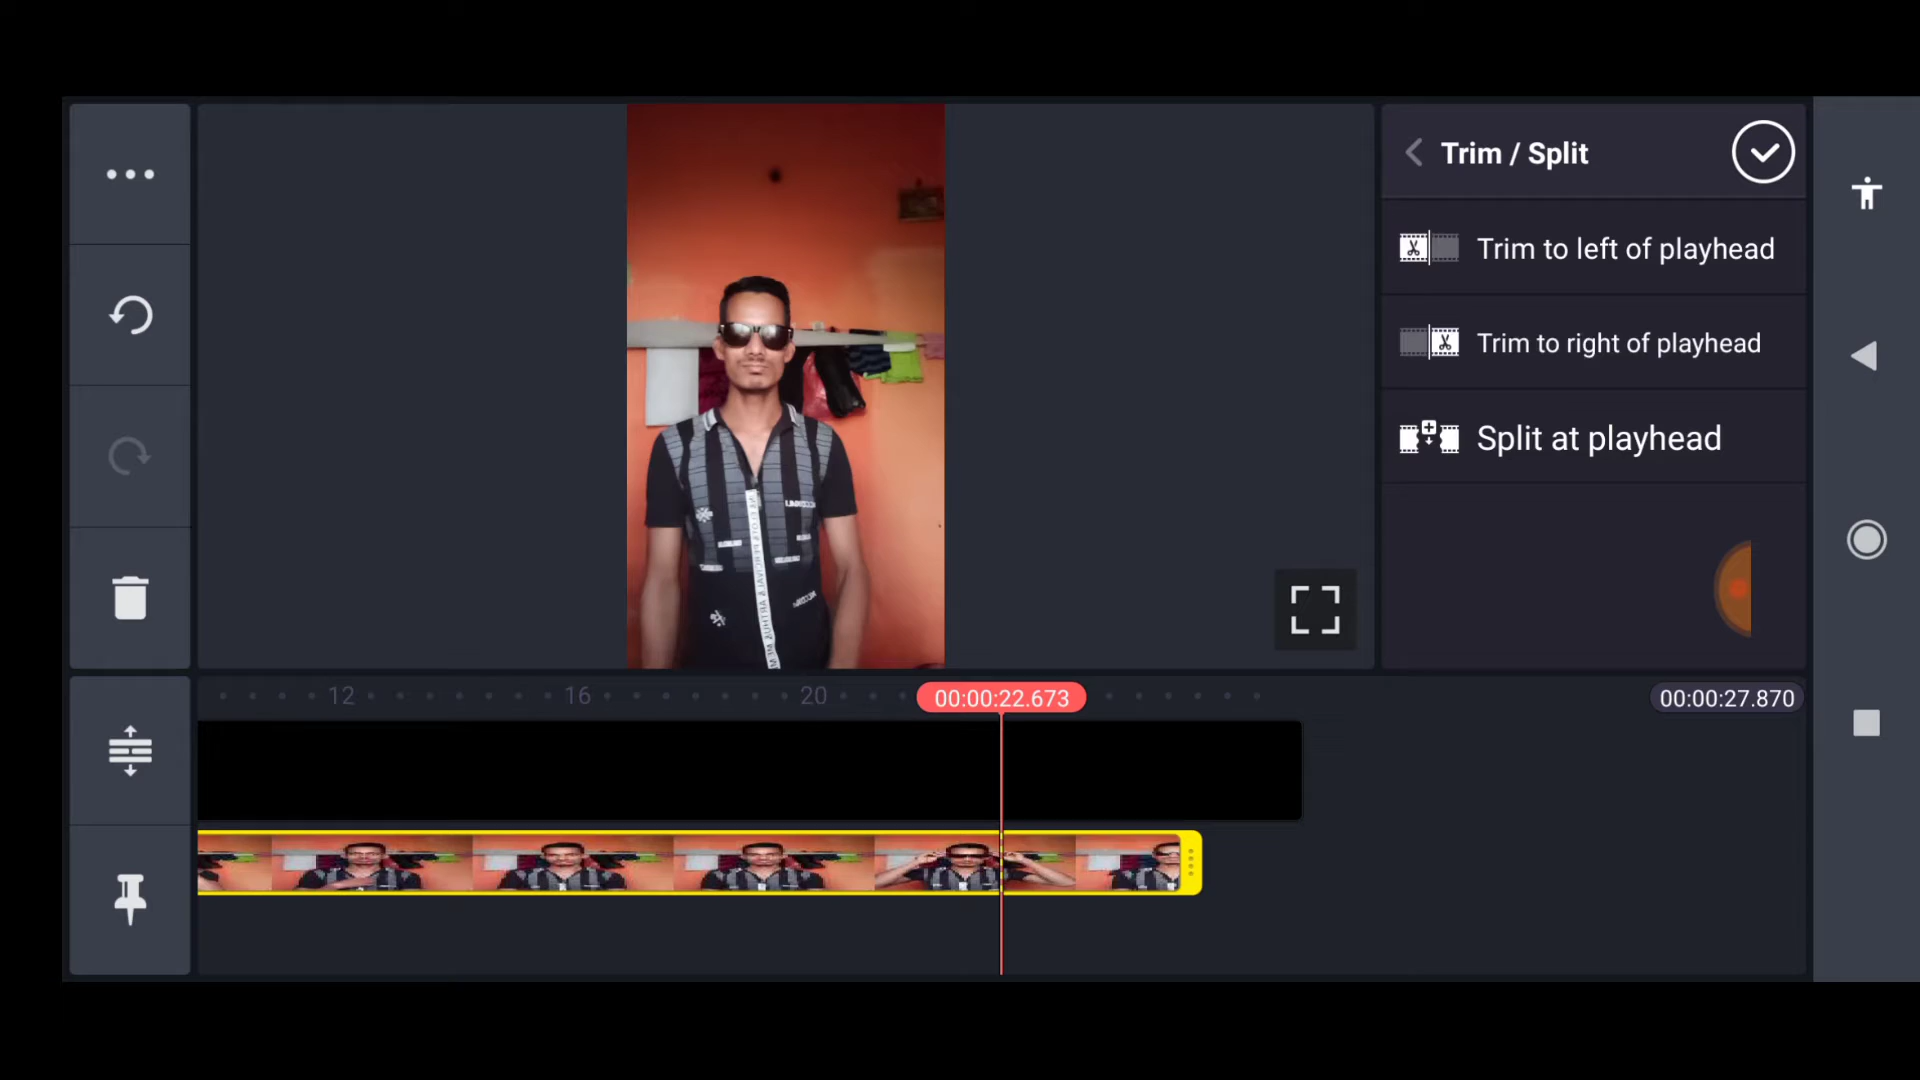 Trim / Split
Trim to left of playhead
Trim to right of playhead
Split at playhead
12
16
20
00:00:22.673
00:00:27.870